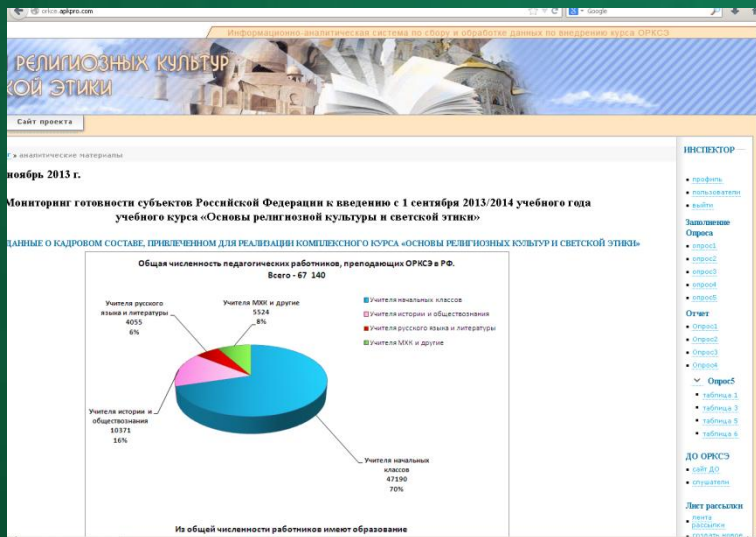 orkce.apkpro.com
Google
Информационно-аналитическая система по сбору и обработке данных по внедрению курса ОРКСЭ
РЕЛИГИОЗНЫХ КУЛЬТУР
КОЙ ЭТИКИ
Сайт проекта
> аналитические материалы
ноябрь 2013 г.
Мониторинг готовности субъектов Российской Федерации к введению с 1 сентября 2013/2014 учебного года
учебного курса «Основы религиозной культуры и светской этики»
ДАННЫЕ О КАДРОВОМ СОСТАВЕ, ПРИВЛЕЧЕННОМ ДЛЯ РЕАЛИЗАЦИИ КОМПЛЕКСНОГО КУРСА «ОСНОВЫ РЕЛИГИОЗНЫХ КУЛЬТУР И СВЕТСКОЙ ЭТИКИ»
Общая численность педагогических работников, преподающих ОРКСЭ в РФ.
Всего - 67 140
Учителя русского
языка и литературы
4055
6%
Учителя МХК и другие
5524
8%
Учителя начальных классов
Учителя истории и обществознания
Учителя русского языка и литературы
Учителя МХК и другие
Учителя истории и
обществознания
10371
16%
Учителя начальных
классов
47190
70%
Из общей численности работников имеют образование
ИНСПЕКТОР
профиль
пользователи
выйти
Заполнение
Опроса
опрос1
опрос2
опрос3
опрос4
опрос5
Отчет
Опрос1
Опрос2
Опрос3
Опрос4
Опрос5
таблица 1
таблица 3
таблица 5
таблица 6
ДО ОРКСЭ
сайт ДО
слушатели
Лист рассылки
лента
рассылки
создать новое